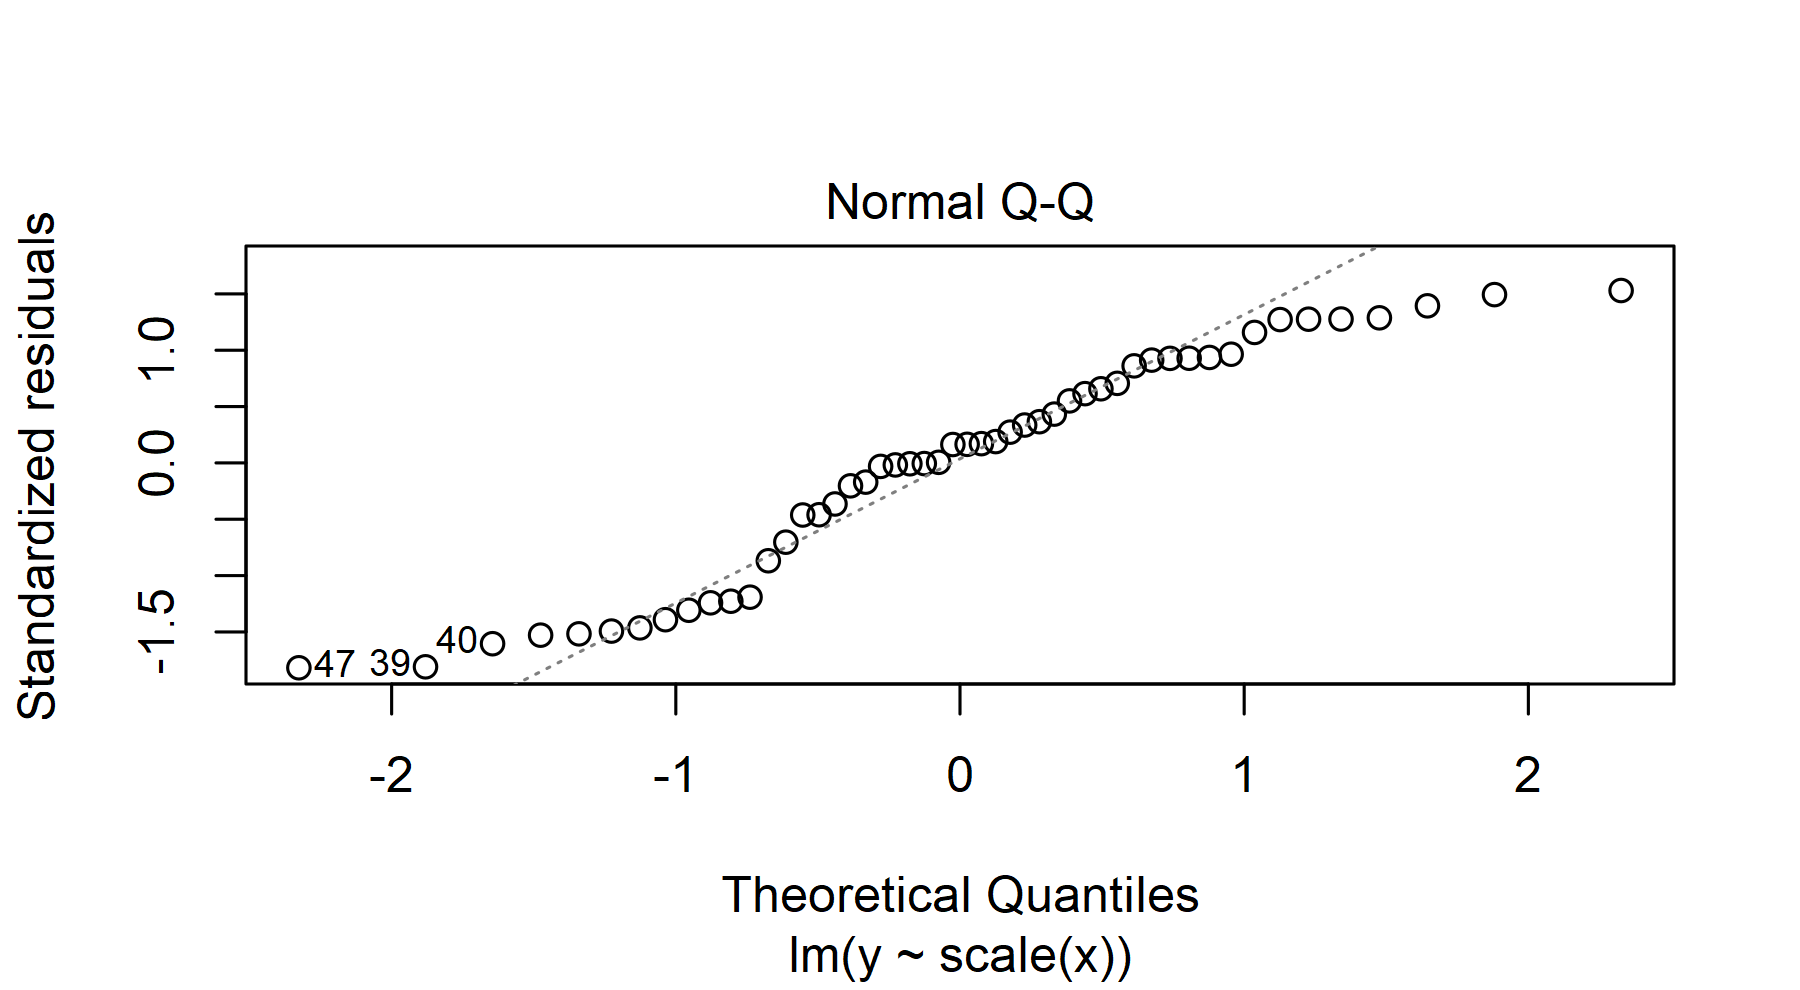 Normal Q-Q
Standardized residuals
1.0
0.0
-1.5
47
39
40
-2
-1
0
1
2
Theoretical Quantiles
lm(y ~ scale(x))